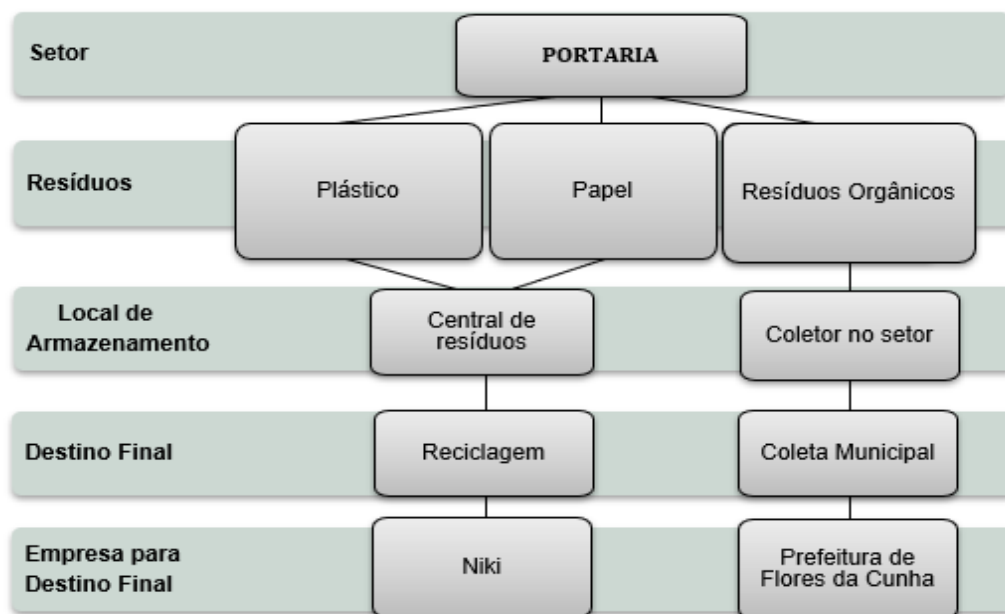 Setor
PORTARIA
Resíduos
Plástico
Papel
Resíduos Orgânicos
Local de
Armazenamento
Central de
resíduos
Coletor no setor
Destino Final
Reciclagem
Coleta Municipal
Empresa para
Destino Final
Niki
Prefeitura de
Flores da Cunha